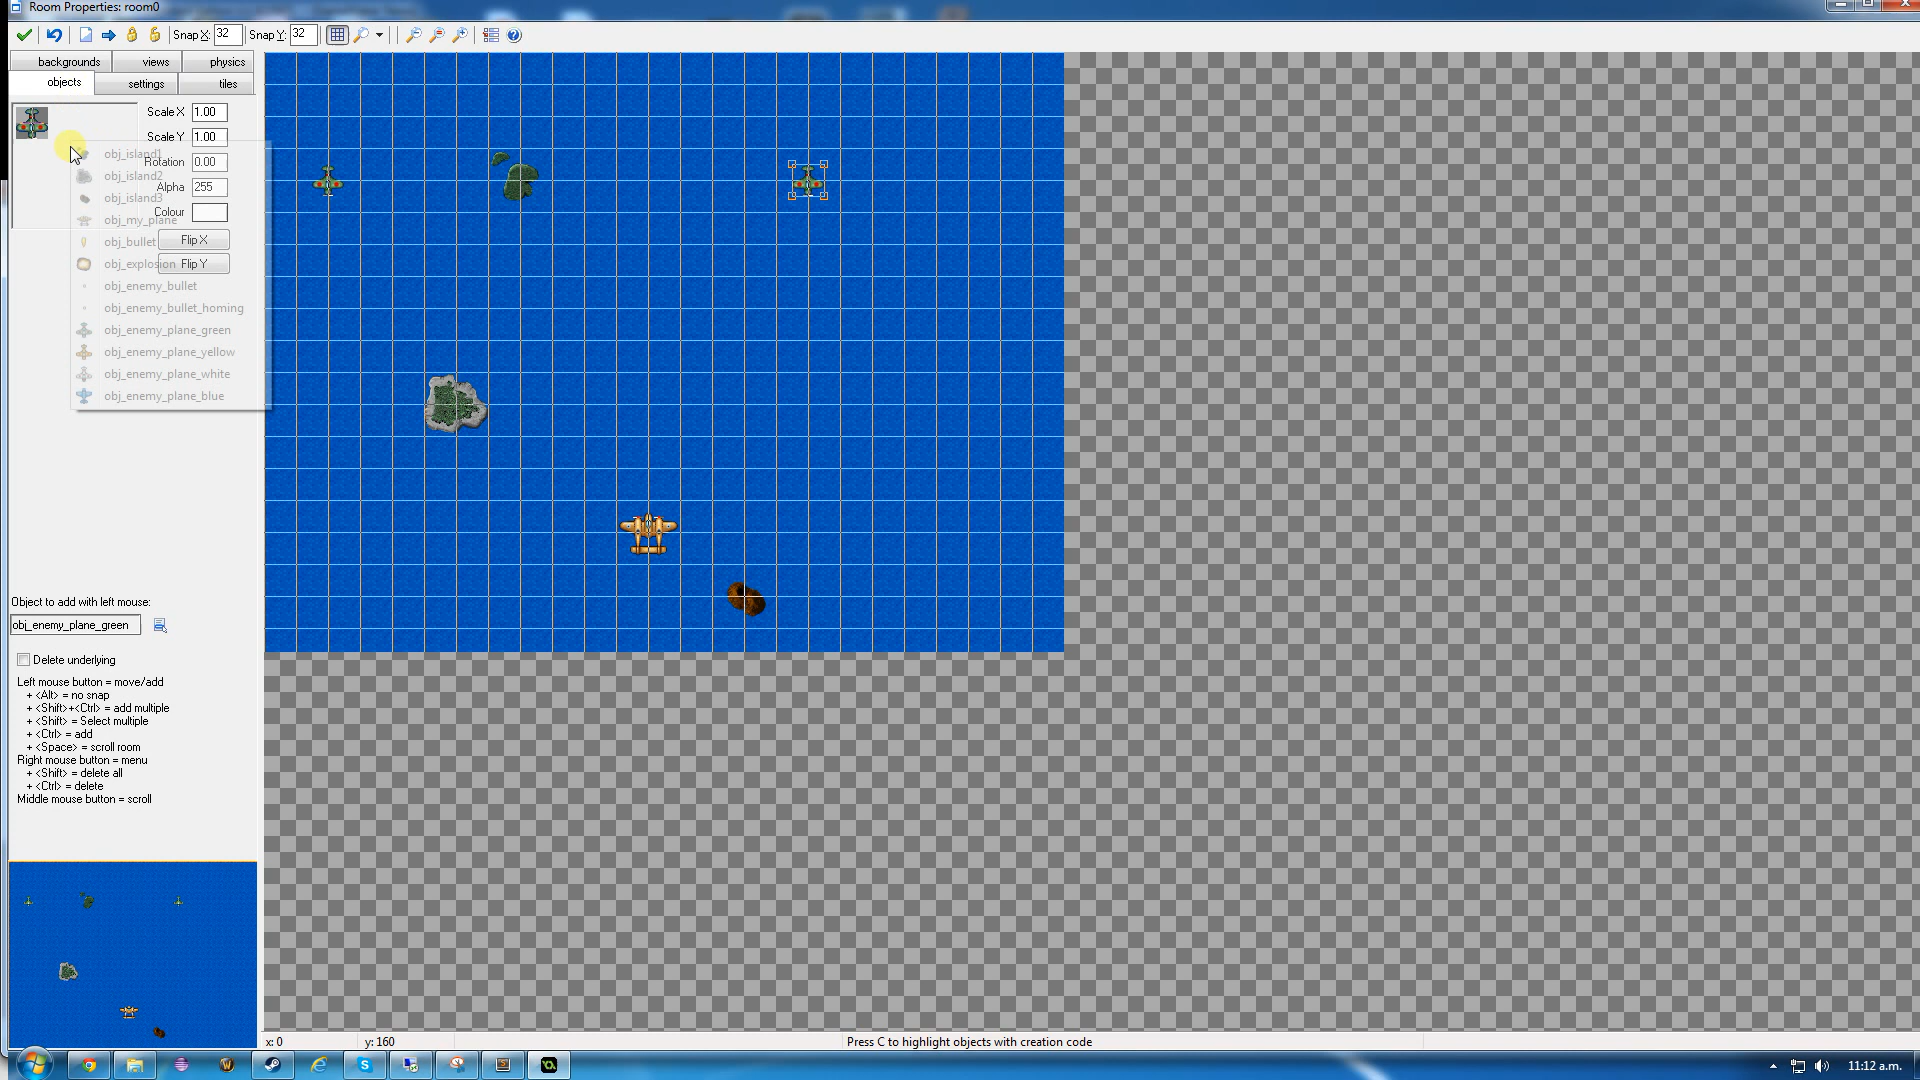 Room Properties: room0
Snap X: 32 Snap Y: 32
backgrounds views physics
objects settings tiles
Scale X 1.00
Scale Y 1.00
Rotation 0.00
Alpha 255
Colour
Flip X
Flip Y
obj_island1
obj_island2
obj_island3
obj_my_plane
obj_bullet
obj_explosion
obj_enemy_bullet
obj_enemy_bullet_homing
obj_enemy_plane_green
obj_enemy_plane_yellow
obj_enemy_plane_white
obj_enemy_plane_blue
Object to add with left mouse:
obj_enemy_plane_green
Delete underlying
Left mouse button = move/add
+ <Alt> = no snap
+ <Shift>+<Ctrl> = add multiple
+ <Shift> = Select multiple
+ <Ctrl> = add
+ <Space> = scroll room
Right mouse button = menu
+ <Shift> = delete all
+ <Ctrl> = delete
Middle mouse button = scroll
x: 0 y: 160 Press C to highlight objects with creation code
11:12 a.m.